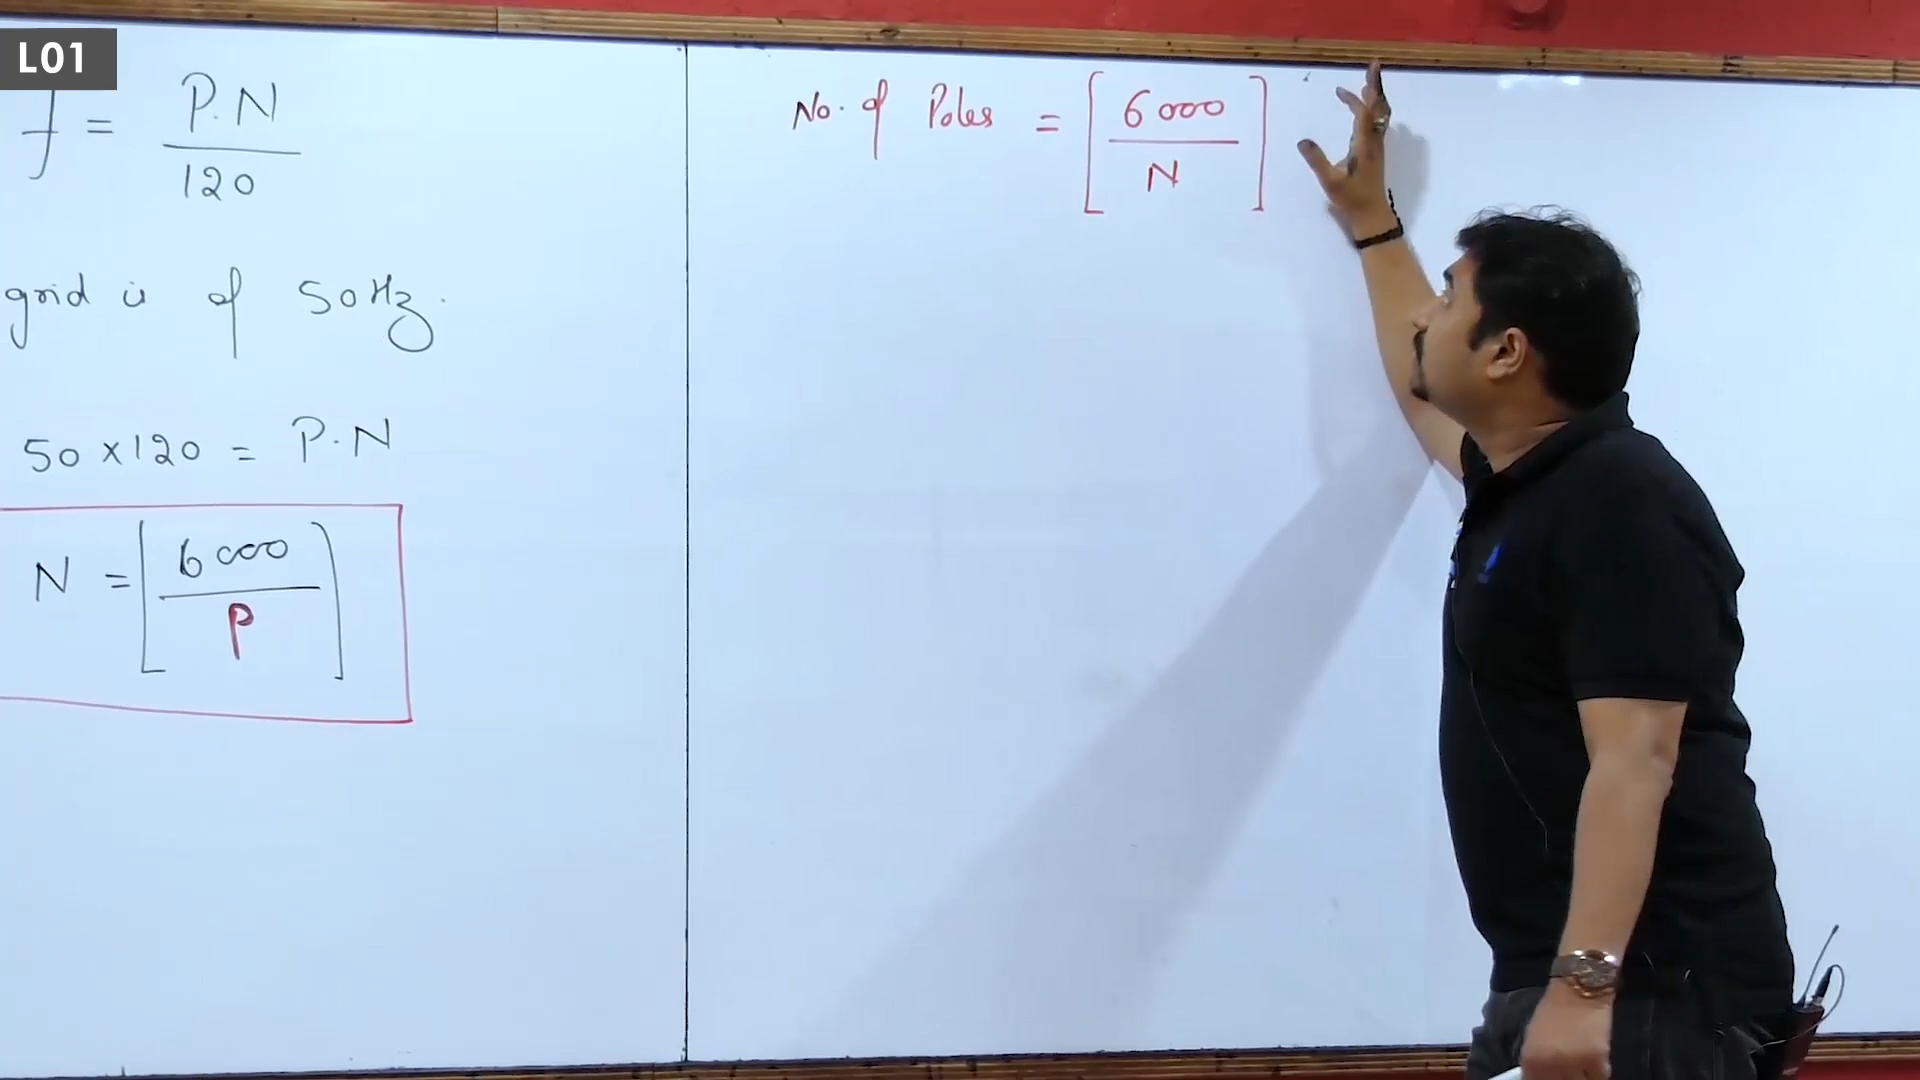 L01
f = P.N
120
grid is of 50Hz.
50 x 120 = P.N
N = [6000
P]
No. of Poles = [6000
N]